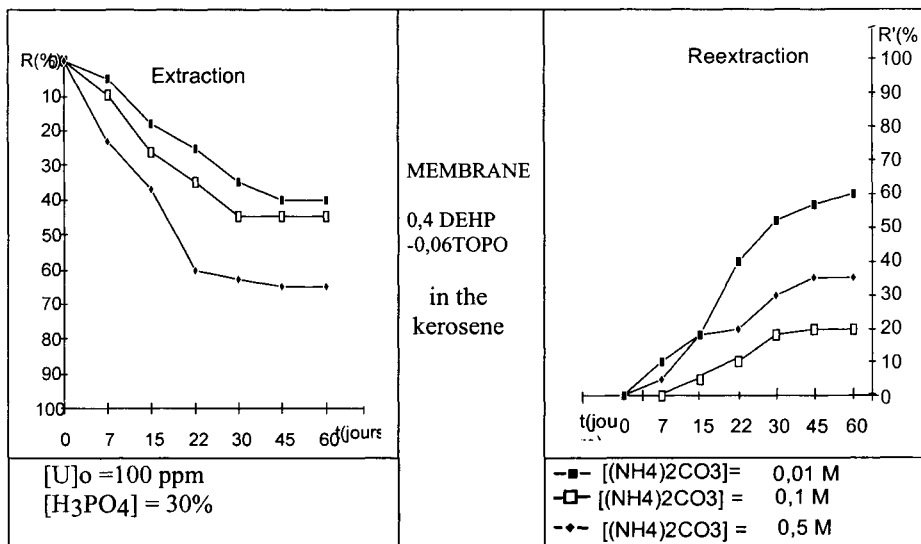 R(%)
Extraction
0
10
20
30
40
50
60
70
80
90
100
0 7 15 22 30 45 60 t(jours
[U]o =100 ppm
[H3PO4] = 30%
MEMBRANE
0,4 DEHP
-0,06TOPO
in the
kerosene
R'(%
Reextraction
100
90
80
70
60
50
40
30
20
10
0
t(jou
0 7 15 22 30 45 60
[(NH4)2CO3]= 0,01 M
[(NH4)2CO3] = 0,1 M
[(NH4)2CO3] = 0,5 M